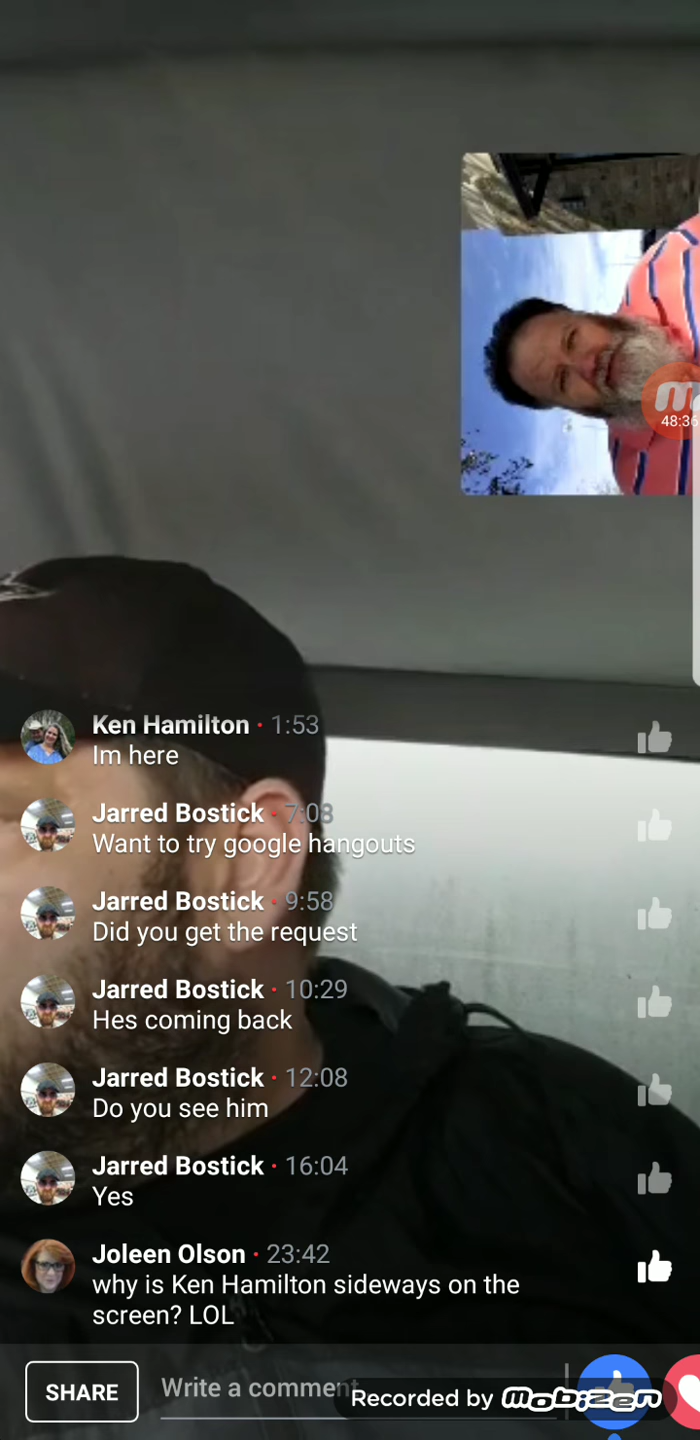 48:36
Ken Hamilton · 1:53
Im here
Jarred Bostick · 7:08
Want to try google hangouts
Jarred Bostick · 9:58
Did you get the request
Jarred Bostick · 10:29
Hes coming back
Jarred Bostick · 12:08
Do you see him
Jarred Bostick · 16:04
Yes
Joleen Olson · 23:42
why is Ken Hamilton sideways on the
screen? LOL
SHARE
Write a comment
Recorded by mobizen